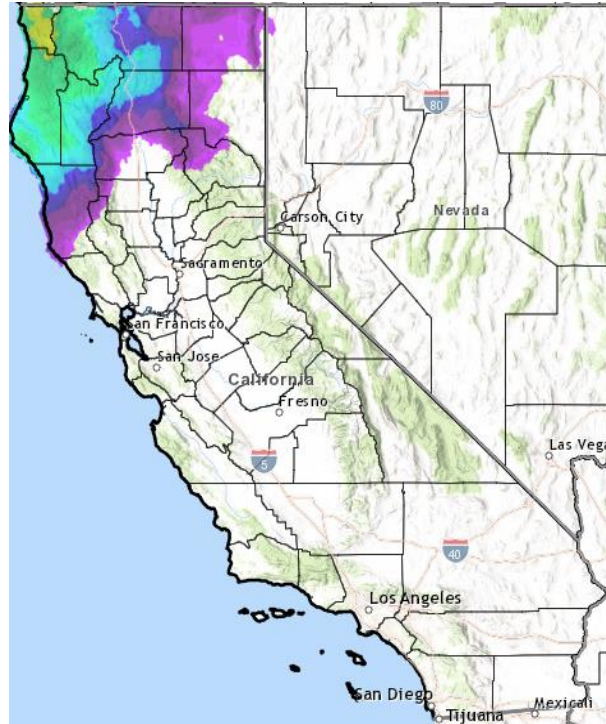 80
Carson City
Nevada
Sacramento
San Francisco
San Jose
California
Fresno
5
Las Vega
40
Los Angeles
San Diego
Tijuana
Mexicali